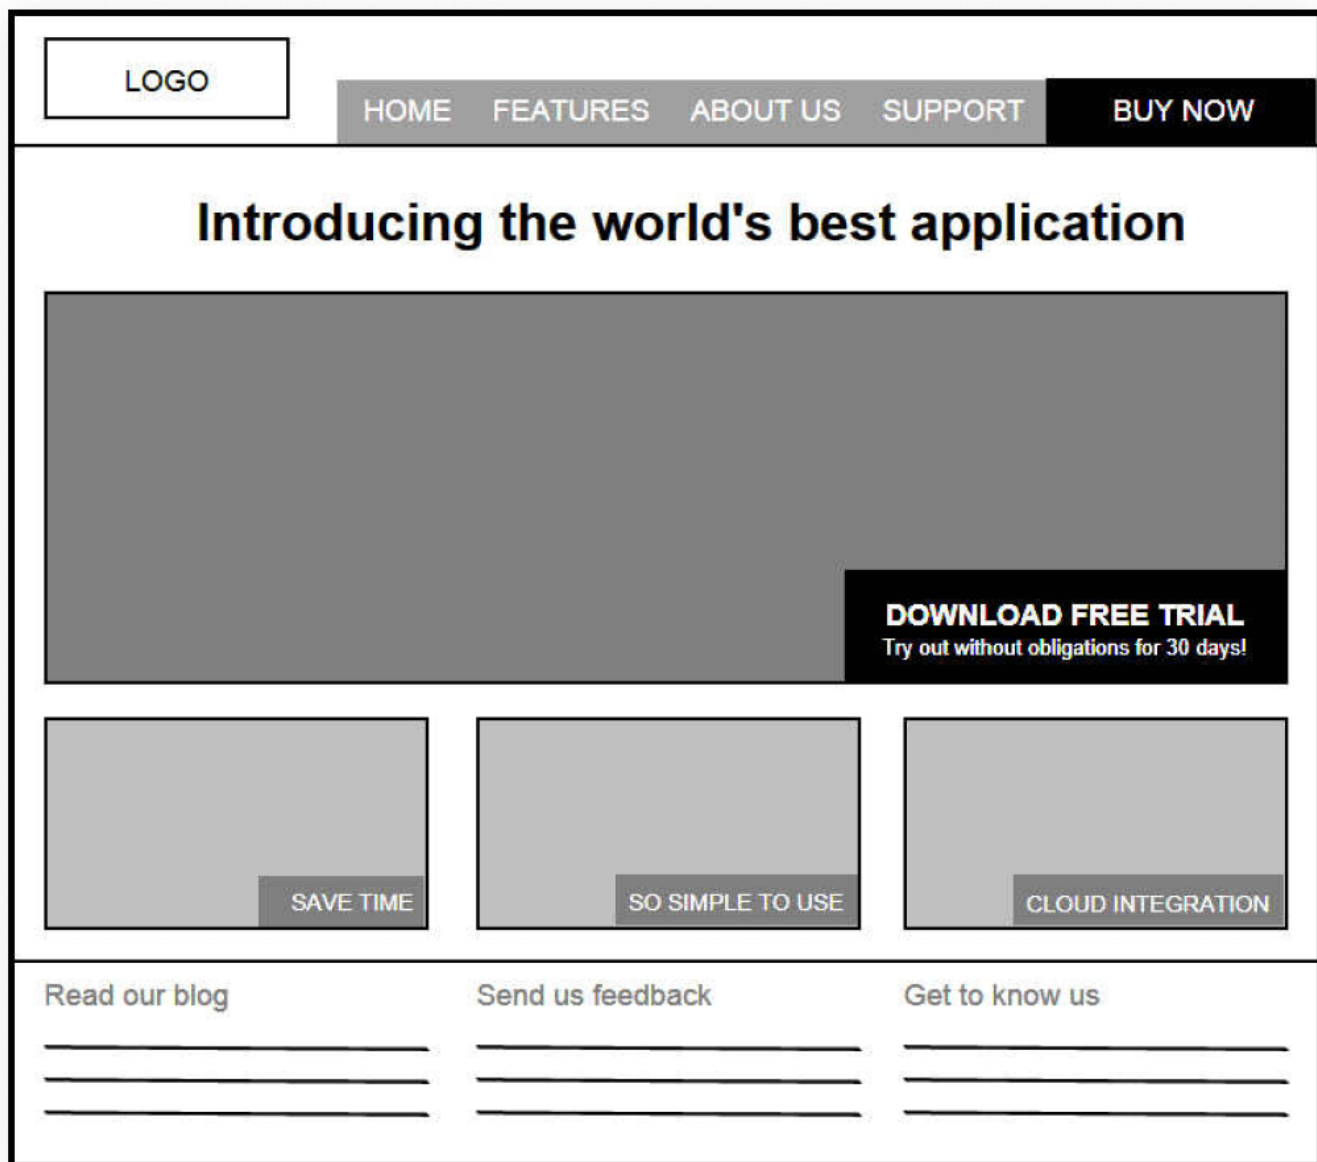 LOGO
HOME FEATURES ABOUT US SUPPORT BUY NOW
Introducing the world's best application
DOWNLOAD FREE TRIAL
Try out without obligations for 30 days!
SAVE TIME
SO SIMPLE TO USE
CLOUD INTEGRATION
Read our blog
Send us feedback
Get to know us